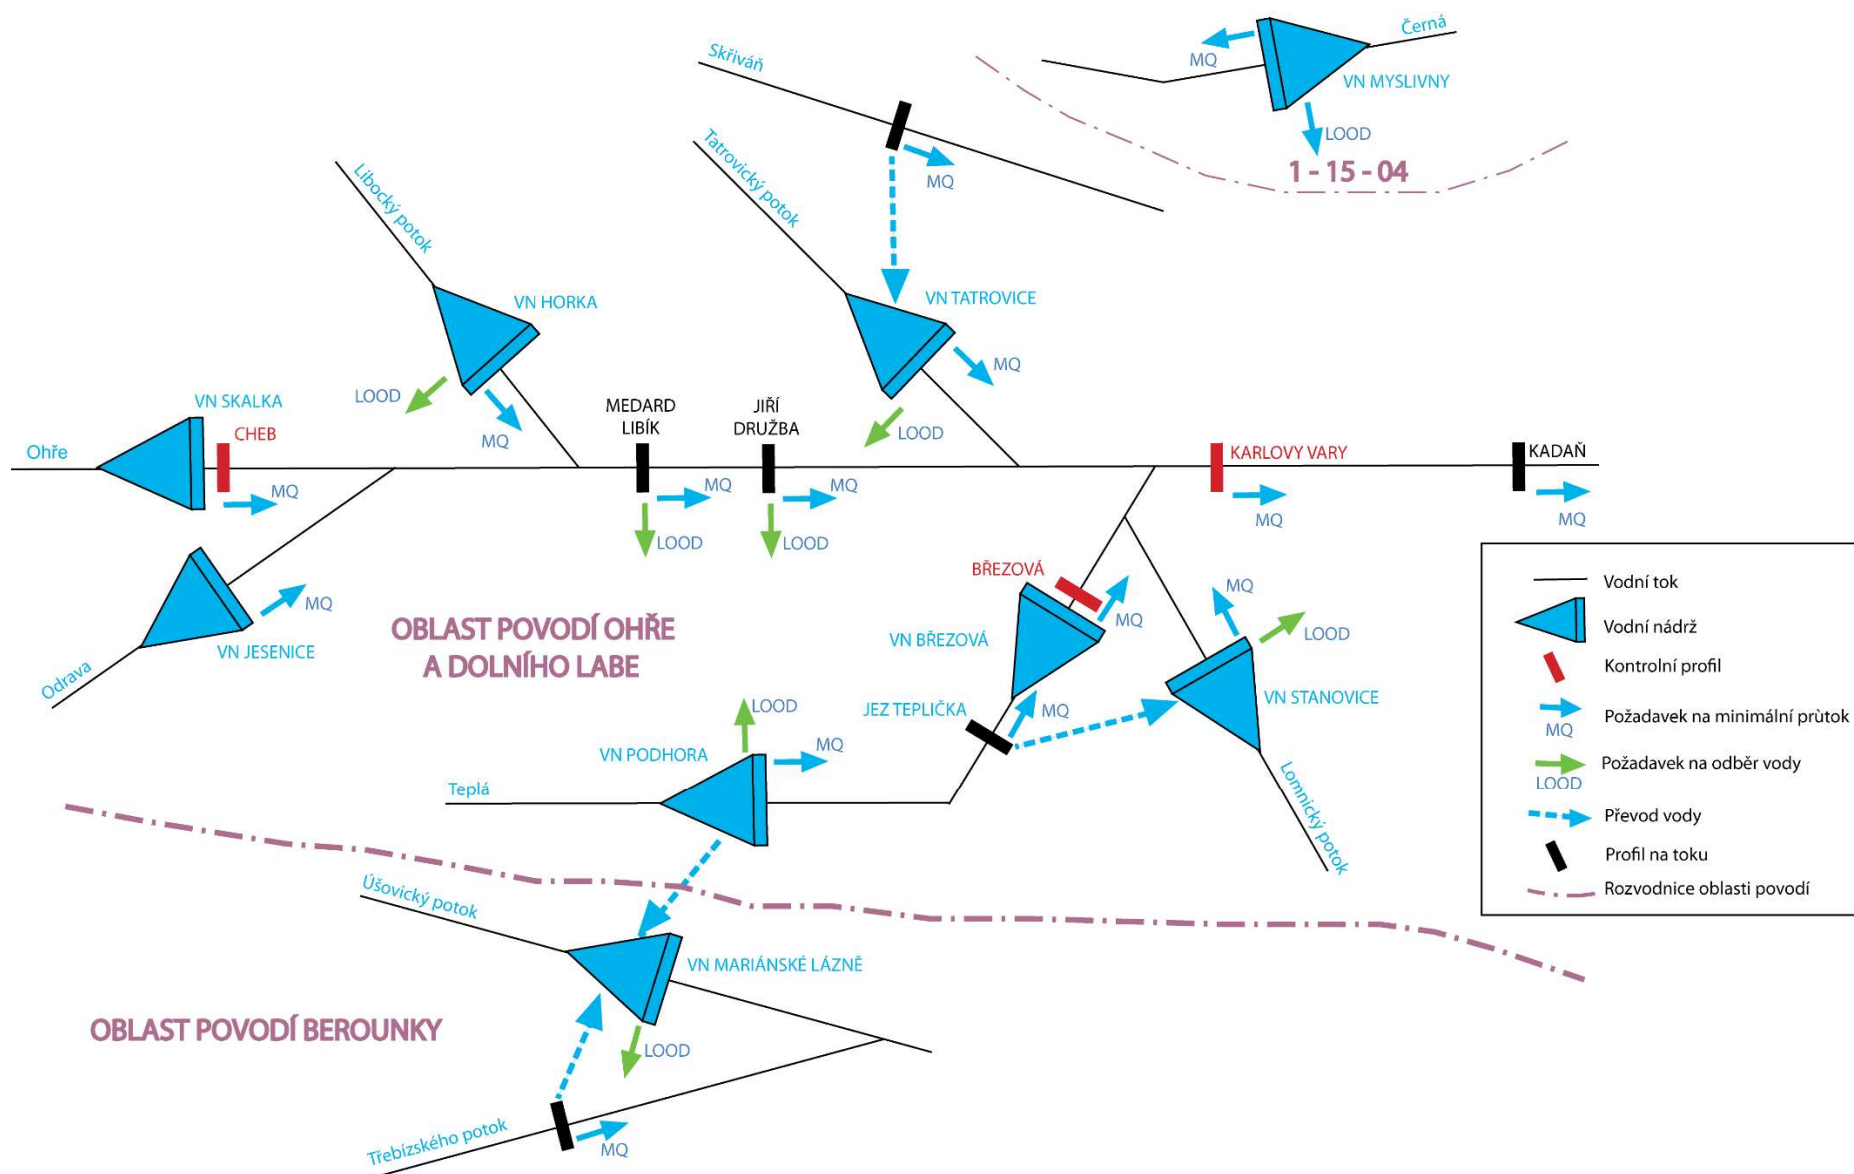 Černá
MQ
VN MYSLIVNY
LOOD
1 - 15 - 04
Skřiváň
MQ
Tatrovický potok
Libocký potok
VN HORKA
LOOD
MQ
VN TATROVICE
MQ
LOOD
VN SKALKA
CHEB
Ohře
MQ
MEDARD
LIBÍK
MQ
LOOD
JIŘÍ
DRUŽBA
MQ
LOOD
KARLOVY VARY
MQ
KADAŇ
MQ
MQ
VN JESENICE
Odrava
OBLAST POVODÍ OHŘE
A DOLNÍHO LABE
BŘEZOVÁ
MQ
VN BŘEZOVÁ
MQ
LOOD
VN STANOVICE
JEZ TEPLIČKA
MQ
LOOD
VN PODHORA
MQ
Teplá
Lomnický potok
Úšovický potok
VN MARIÁNSKÉ LÁZNĚ
OBLAST POVODÍ BEROUNKY
LOOD
Třebízského potok
MQ
Vodní tok
Vodní nádrž
Kontrolní profil
Požadavek na minimální průtok
MQ
Požadavek na odběr vody
LOOD
Převod vody
Profil na toku
Rozvodnice oblasti povodí